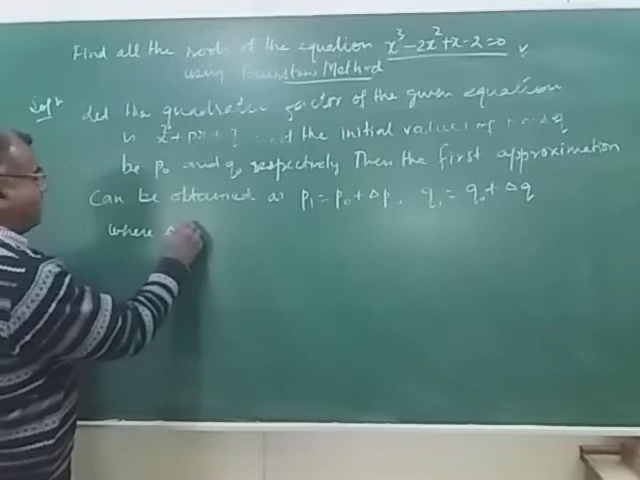 Find all the roots of the equation x³-2x²+x-2=0
using Bairstow Method
Solⁿ Let the quadratic factor of the given equation
is x²+px+q the initial values of p and q
be p₀ and q₀ respectively Then the first approximation
can be obtained as p₁ = p₀ + Δp, q₁ = q₀ + Δq
where